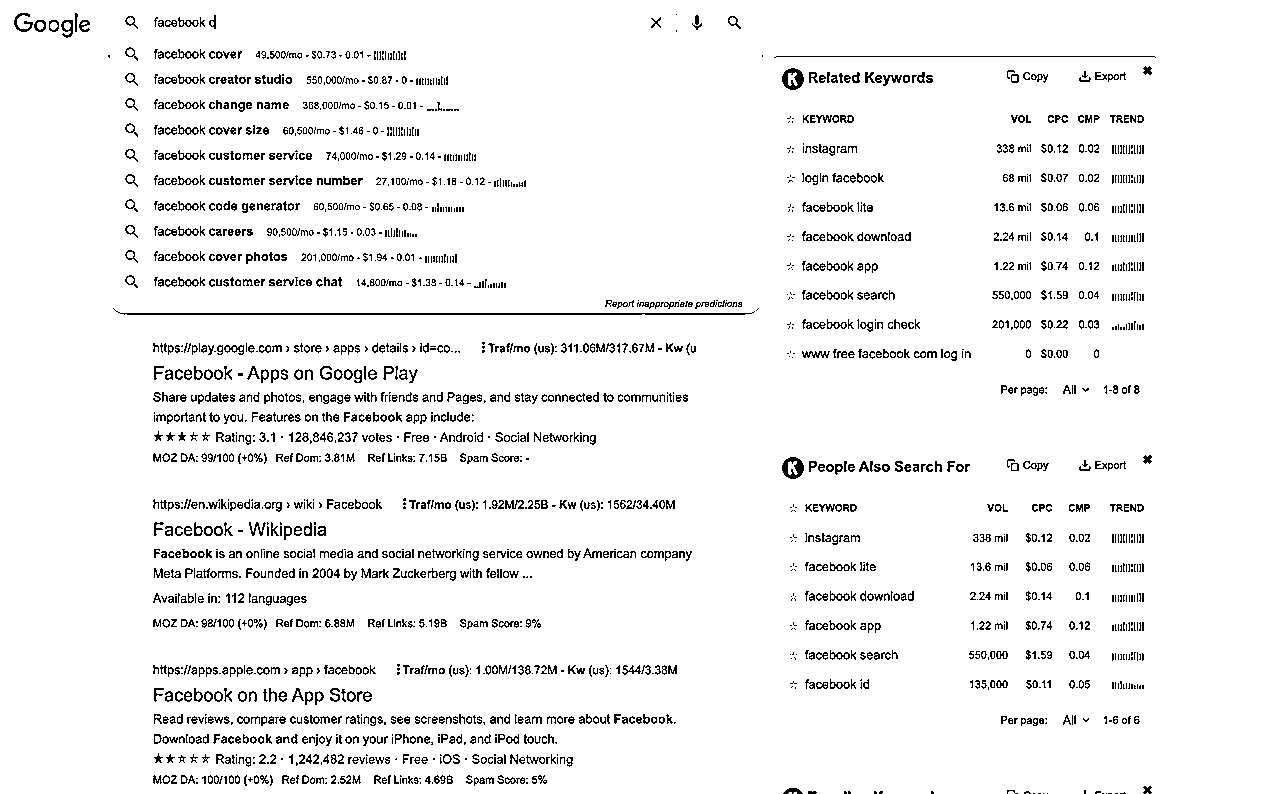 Google
facebook c
facebook cover 49,500/mo - $0.73 - 0.01 -
facebook creator studio 550,000/mo - $0.87 - 0 -
facebook change name 368,000/mo - $0.15 - 0.01 -
facebook cover size 60,500/mo - $1.46 - 0 -
facebook customer service 74,000/mo - $1.29 - 0.14 -
facebook customer service number 27,100/mo - $1.18 - 0.12 -
facebook code generator 60,500/mo - $0.65 - 0.08 -
facebook careers 90,500/mo - $1.15 - 0.03 -
facebook cover photos 201,000/mo - $1.94 - 0.01 -
facebook customer service chat 14,800/mo - $1.38 - 0.14 -
Report inappropriate predictions
https://play.google.com › store › apps › details › id=co... Traf/mo (us): 311.06M/317.67M - Kw (u
Facebook - Apps on Google Play
Share updates and photos, engage with friends and Pages, and stay connected to communities
important to you. Features on the Facebook app include:
★★★☆☆ Rating: 3.1 · 128,846,237 votes · Free · Android · Social Networking
MOZ DA: 99/100 (+0%) Ref Dom: 3.81M Ref Links: 7.15B Spam Score: -
https://en.wikipedia.org › wiki › Facebook Traf/mo (us): 1.92M/2.25B - Kw (us): 1562/34.40M
Facebook - Wikipedia
Facebook is an online social media and social networking service owned by American company
Meta Platforms. Founded in 2004 by Mark Zuckerberg with fellow ...
Available in: 112 languages
MOZ DA: 98/100 (+0%) Ref Dom: 6.88M Ref Links: 5.19B Spam Score: 9%
https://apps.apple.com › app › facebook Traf/mo (us): 1.00M/138.72M - Kw (us): 1544/3.38M
Facebook on the App Store
Read reviews, compare customer ratings, see screenshots, and learn more about Facebook.
Download Facebook and enjoy it on your iPhone, iPad, and iPod touch.
★★☆☆☆ Rating: 2.2 · 1,242,482 reviews · Free · iOS · Social Networking
MOZ DA: 100/100 (+0%) Ref Dom: 2.52M Ref Links: 4.69B Spam Score: 5%
K Related Keywords Copy Export ✖
☆ KEYWORD VOL CPC CMP TREND
☆ instagram 338 mil $0.12 0.02
☆ login facebook 68 mil $0.07 0.02
☆ facebook lite 13.6 mil $0.06 0.06
☆ facebook download 2.24 mil $0.14 0.1
☆ facebook app 1.22 mil $0.74 0.12
☆ facebook search 550,000 $1.59 0.04
☆ facebook login check 201,000 $0.22 0.03
☆ www free facebook com log in 0 $0.00 0
Per page: All 1-8 of 8
K People Also Search For Copy Export ✖
☆ KEYWORD VOL CPC CMP TREND
☆ Instagram 338 mil $0.12 0.02
☆ facebook lite 13.6 mil $0.06 0.06
☆ facebook download 2.24 mil $0.14 0.1
☆ facebook app 1.22 mil $0.74 0.12
☆ facebook search 550,000 $1.59 0.04
☆ facebook id 135,000 $0.11 0.05
Per page: All 1-6 of 6